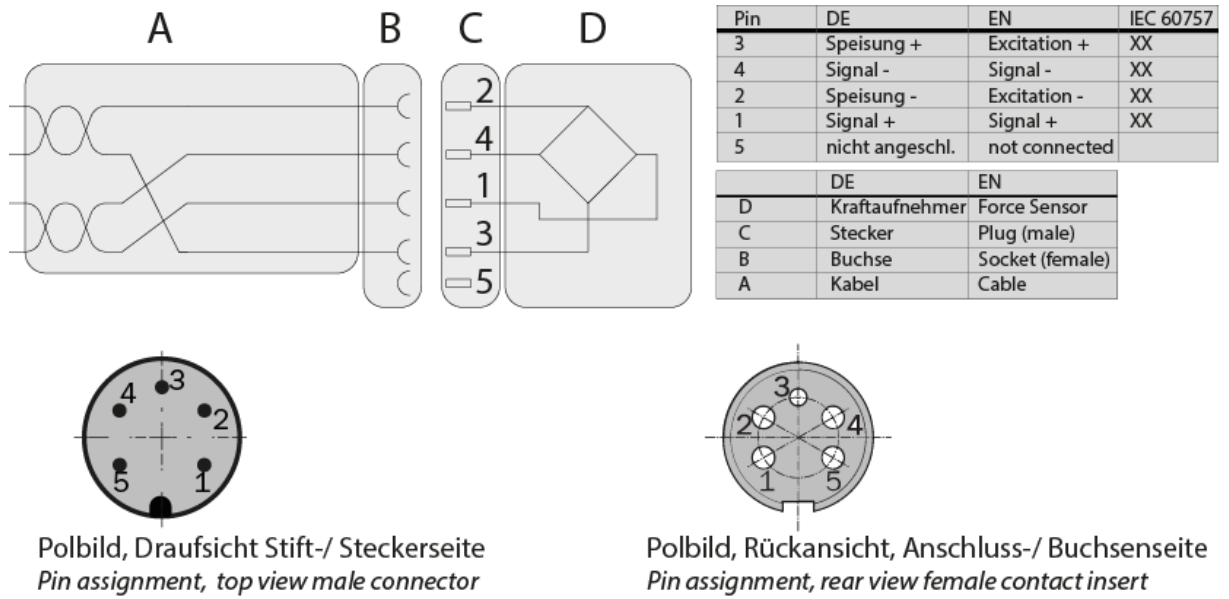 A B C D
2
4
1
3
5
Pin DE EN IEC 60757
3 Speisung + Excitation + XX
4 Signal - Signal - XX
2 Speisung - Excitation - XX
1 Signal + Signal + XX
5 nicht angeschl. not connected
DE EN
D Kraftaufnehmer Force Sensor
C Stecker Plug (male)
B Buchse Socket (female)
A Kabel Cable
3
4
2
5
1
Polbild, Draufsicht Stift-/ Steckerseite
Pin assignment, top view male connector
3
2
4
1
5
Polbild, Rückansicht, Anschluss-/ Buchsenseite
Pin assignment, rear view female contact insert